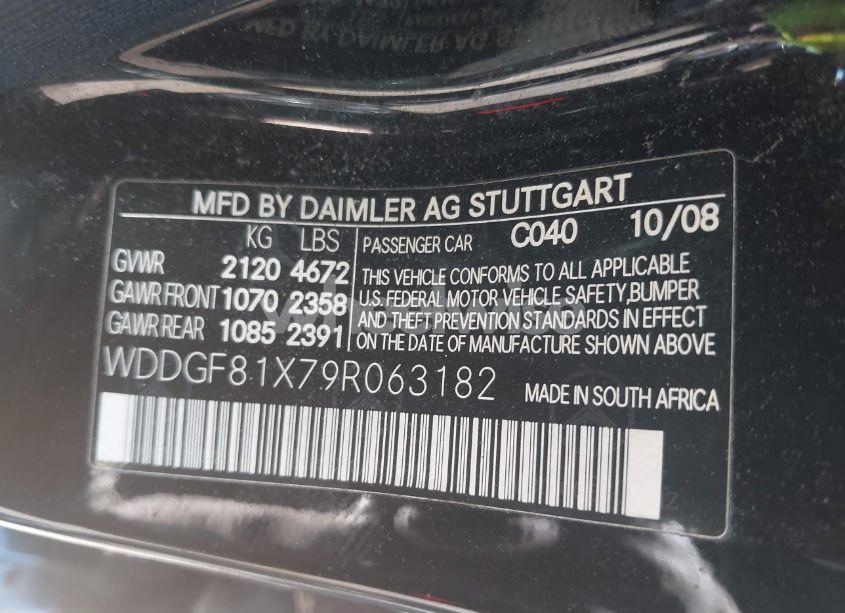 MFD BY DAIMLER AG STUTTGART
KG LBS
GVWR 2120 4672
GAWR FRONT 1070 2358
GAWR REAR 1085 2391
PASSENGER CAR C040 10/08
THIS VEHICLE CONFORMS TO ALL APPLICABLE
U.S. FEDERAL MOTOR VEHICLE SAFETY,BUMPER
AND THEFT PREVENTION STANDARDS IN EFFECT
ON THE DATE OF MANUFACTURE SHOWN ABOVE
WDDGF81X79R063182
MADE IN SOUTH AFRICA